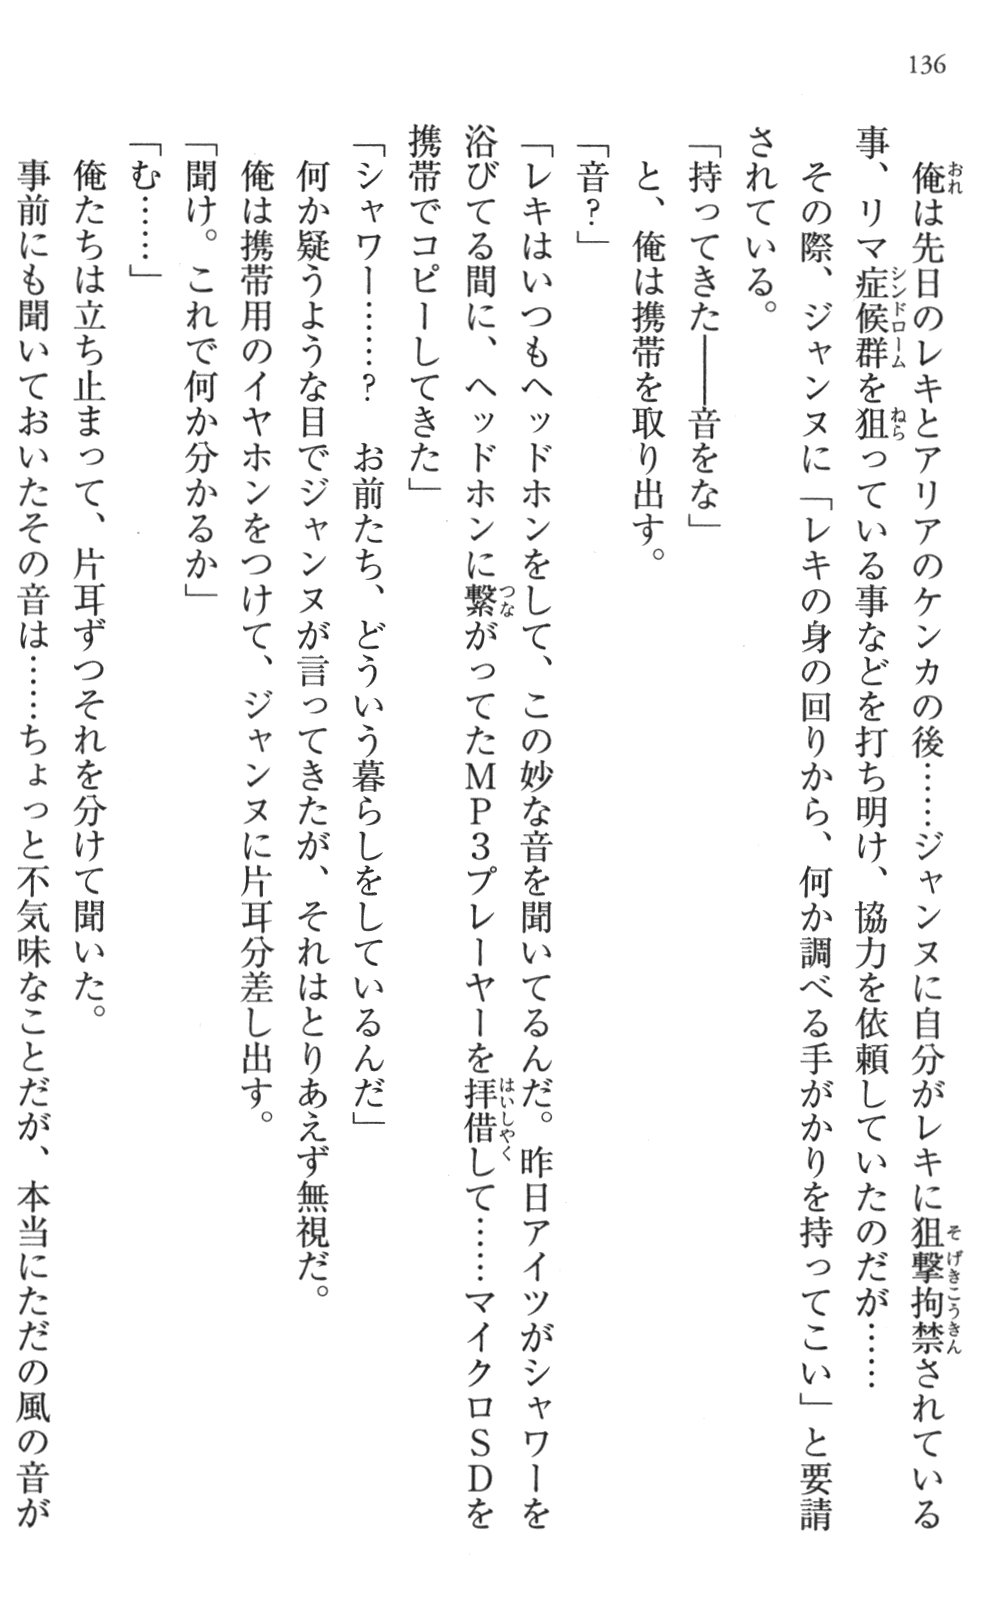 136
俺は先日のレキとアリアのケンカの後……ジャンヌに自分がレキに狙撃拘禁されている
事、リマ症候群を狙っている事などを打ち明け、協力を依頼していたのだが……
その際、ジャンヌに「レキの身の回りから、何か調べる手がかりを持ってこい」と要請
されている。
「持ってきた――音をな」
と、俺は携帯を取り出す。
「音？」
「レキはいつもヘッドホンをして、この妙な音を聞いてるんだ。昨日アイツがシャワーを
浴びてる間に、ヘッドホンに繋がってたＭＰ３プレーヤーを拝借して……マイクロＳＤを
携帯でコピーしてきた」
「シャワー……？　お前たち、どういう暮らしをしているんだ」
何か疑うような目でジャンヌが言ってきたが、それはとりあえず無視だ。
俺は携帯用のイヤホンをつけて、ジャンヌに片耳分差し出す。
「聞け。これで何か分かるか」
「む……」
俺たちは立ち止まって、片耳ずつそれを分けて聞いた。
事前にも聞いておいたその音は……ちょっと不気味なことだが、本当にただの風の音が